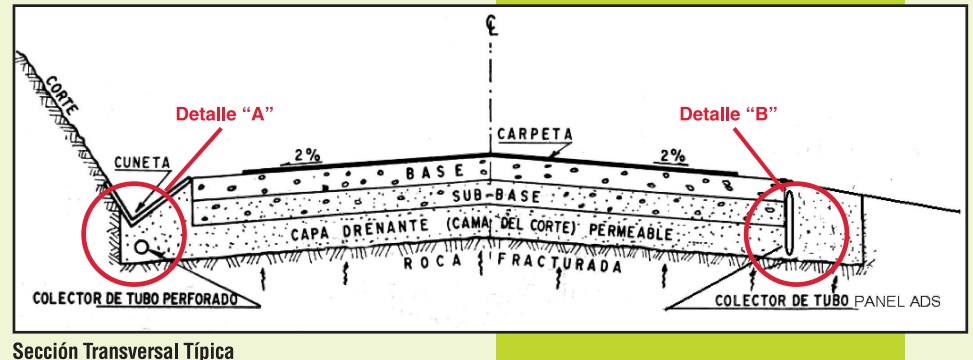 ℄
CORTE
Detalle “A”
Detalle “B”
CARPETA
CUNETA
2%
2%
BASE
SUB-BASE
CAPA DRENANTE (CAMA DEL CORTE) PERMEABLE
ROCA FRACTURADA
COLECTOR DE TUBO PERFORADO
COLECTOR DE TUBO PANEL ADS
Sección Transversal Típica